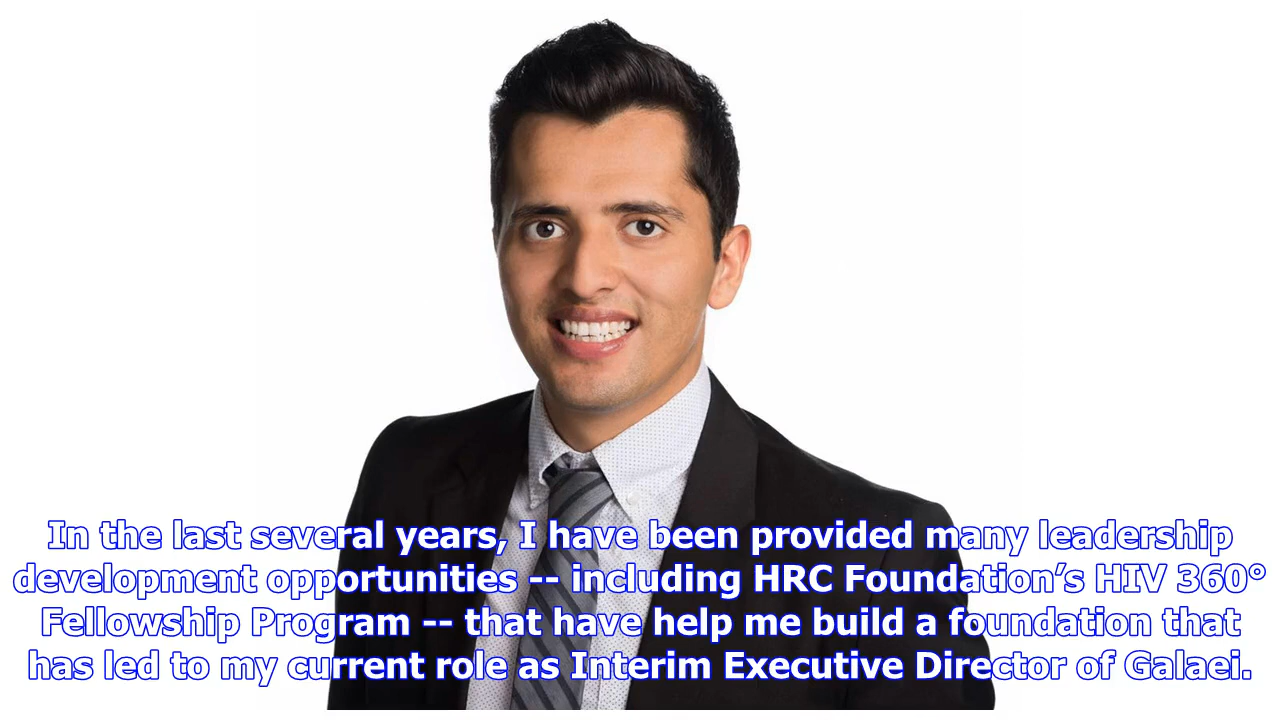 In the last several years, I have been provided many leadership
development opportunities -- including HRC Foundation’s HIV 360°
Fellowship Program -- that have help me build a foundation that
has led to my current role as Interim Executive Director of Galaei.